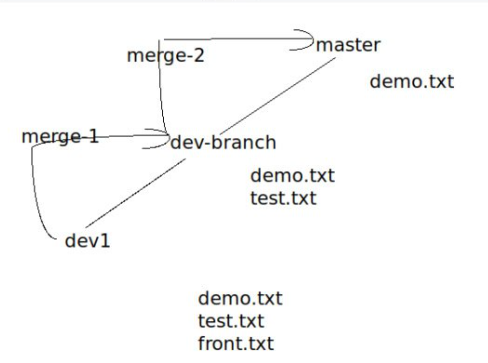 master
merge-2
demo.txt
merge-1
dev-branch
demo.txt
test.txt
dev1
demo.txt
test.txt
front.txt